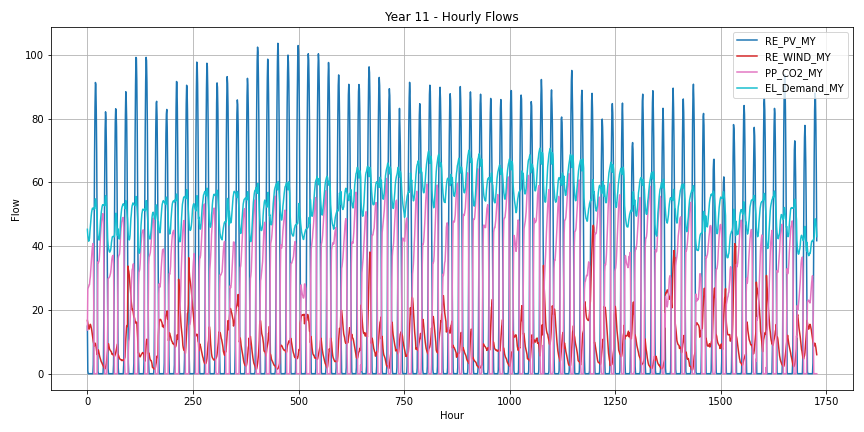 Year 11 - Hourly Flows
RE_PV_MY
RE_WIND_MY
PP_CO2_MY
EL_Demand_MY
100
80
60
40
20
0
Flow
0
250
500
750
1000
1250
1500
1750
Hour